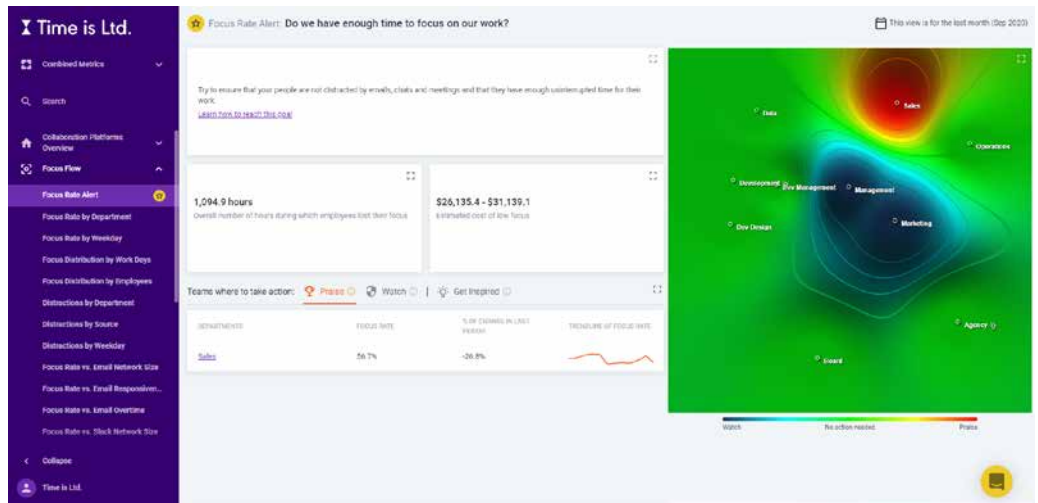 Time is Ltd.
Combined Metrics
Search
Collaboration Platforms
Overview
Focus Flow
Focus Rate Alert
Focus Rate by Department
Focus Rate by Weekday
Focus Distribution by Work Days
Focus Distribution by Employees
Distractions by Department
Distractions by Source
Distractions by Weekday
Focus Rate vs. Email Network Size
Focus Rate vs. Email Responsiven...
Focus Rate vs. Email Overtime
Focus Rate vs. Slack Network Size
Collapse
Time is Ltd.
Focus Rate Alert: Do we have enough time to focus on our work?
This view is for the last month (Sep 2020)
Try to ensure that your people are not distracted by emails, chats and meetings and that they have enough uninterrupted time for their
work.
Learn how to reach this goal
1,094.9 hours
Overall number of hours during which employees lost their focus
$26,135.4 - $31,139.1
Estimated cost of low focus
Teams where to take action: Praise Watch | Get Inspired
DEPARTMENTS FOCUS RATE % OF CHANGE IN LAST PERIOD TRENDLINE OF FOCUS RATE
Sales 56.7% -26.8%
Sales
Data
Operations
Development
Dev Management
Management
Marketing
Dev Design
Agency
Board
Watch No action needed Praise